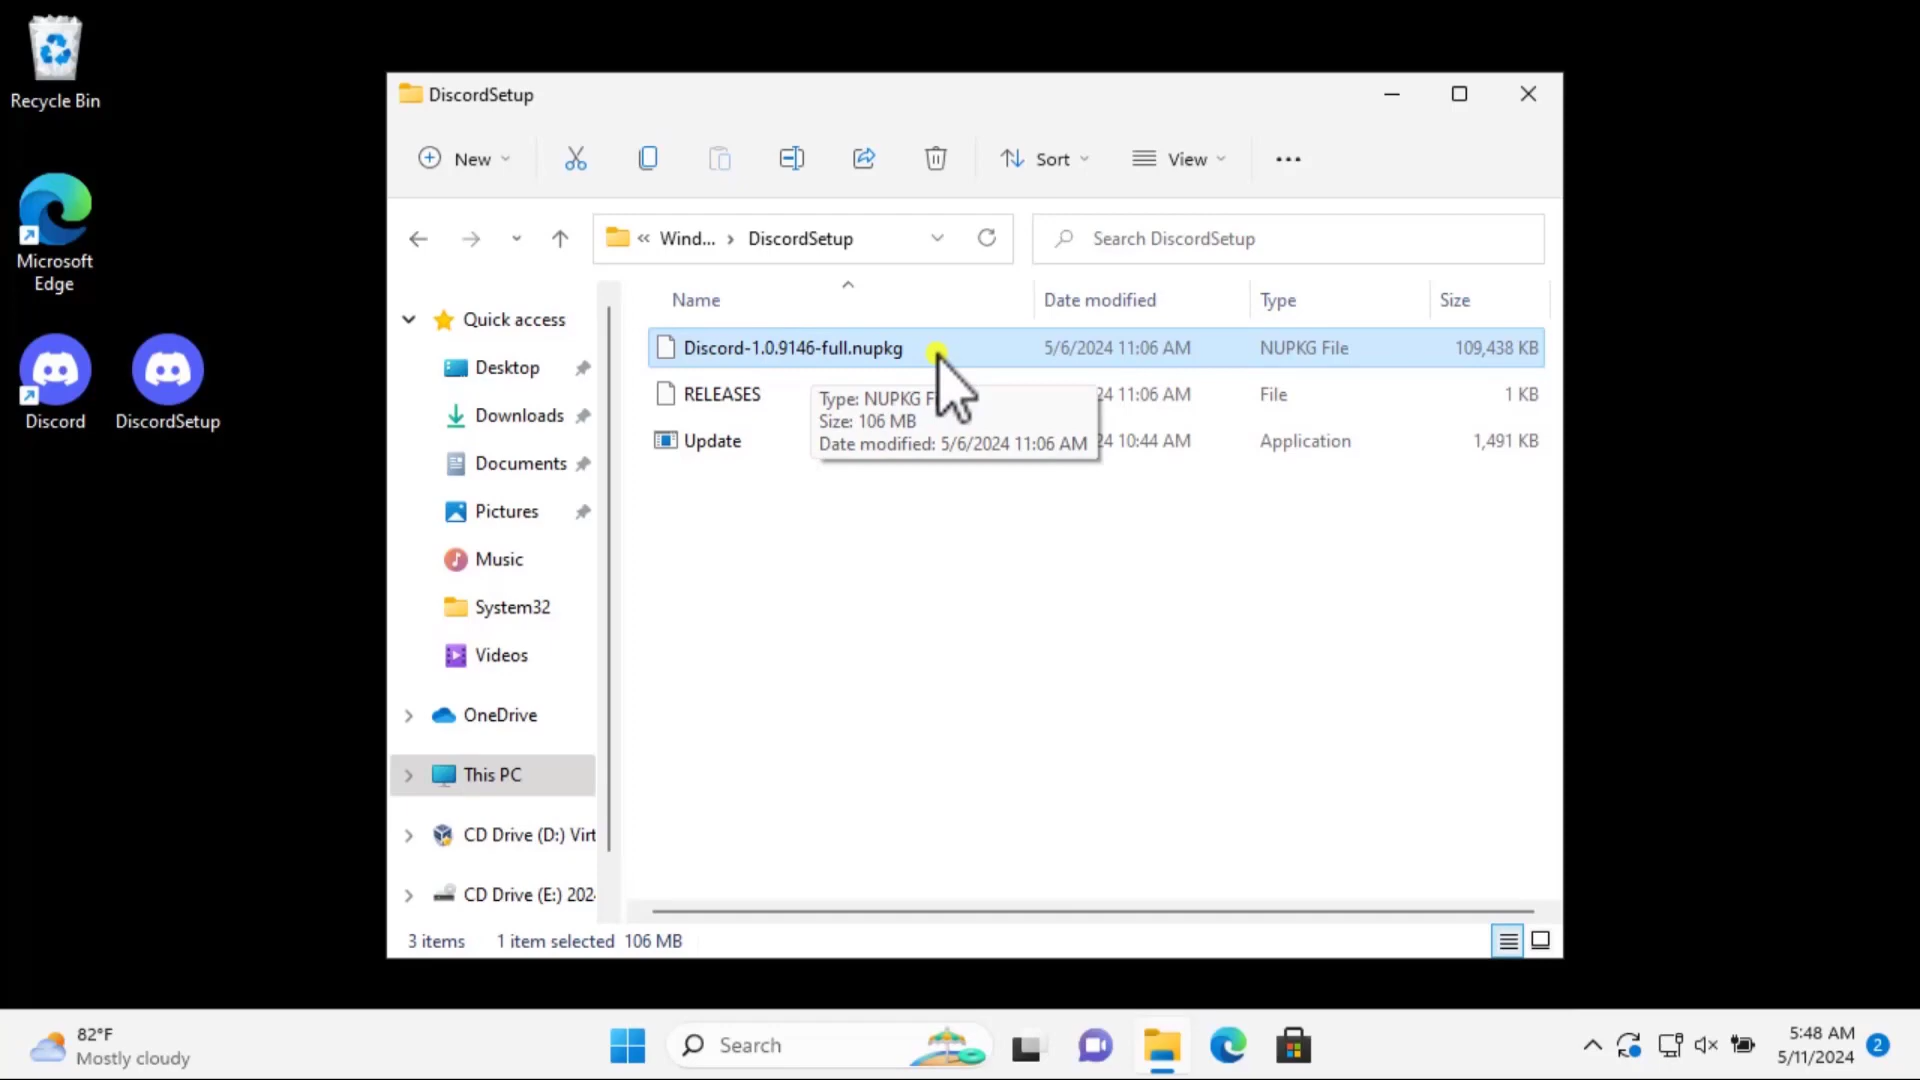 Recycle Bin
Microsoft
Edge
Discord
DiscordSetup
DiscordSetup
New
Sort
View
« Wind... › DiscordSetup
Search DiscordSetup
Name
Date modified
Type
Size
Quick access
Desktop
Downloads
Documents
Pictures
Music
System32
Videos
OneDrive
This PC
CD Drive (D:) Virt
CD Drive (E:) 202
Discord-1.0.9146-full.nupkg 5/6/2024 11:06 AM NUPKG File 109,438 KB
RELEASES 24 11:06 AM File 1 KB
Update 24 10:44 AM Application 1,491 KB
Type: NUPKG F
Size: 106 MB
Date modified: 5/6/2024 11:06 AM
3 items 1 item selected 106 MB
82°F
Mostly cloudy
Search
5:48 AM
5/11/2024
2